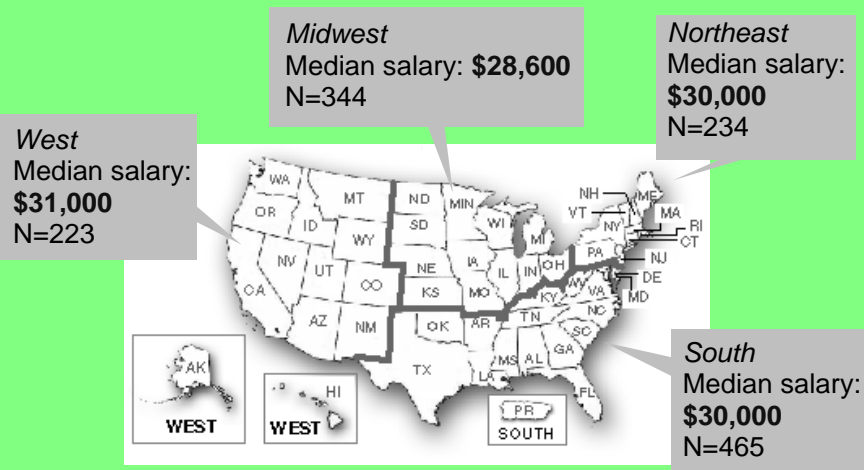 Midwest
Median salary: $28,600
N=344
Northeast
Median salary:
$30,000
N=234
West
Median salary:
$31,000
N=223
WA
MT
ND
MIN
OR
ID
SD
WI
MI
NH
VT
ME
NY
MA
RI
CT
WY
NV
UT
CO
CA
NE
IA
IL
IN
OH
PA
NJ
DE
MD
KS
MO
KY
WV
VA
NC
TN
SC
AZ
NM
OK
AR
TX
LA
MS
AL
GA
FL
AK
WEST
HI
WEST
PR
SOUTH
South
Median salary:
$30,000
N=465